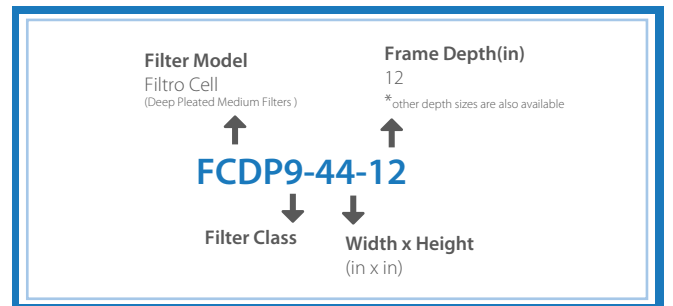 Filter Model
Filtro Cell
(Deep Pleated Medium Filters )
Frame Depth(in)
12
*other depth sizes are also available
FCDP9-44-12
Filter Class
Width x Height
(in x in)